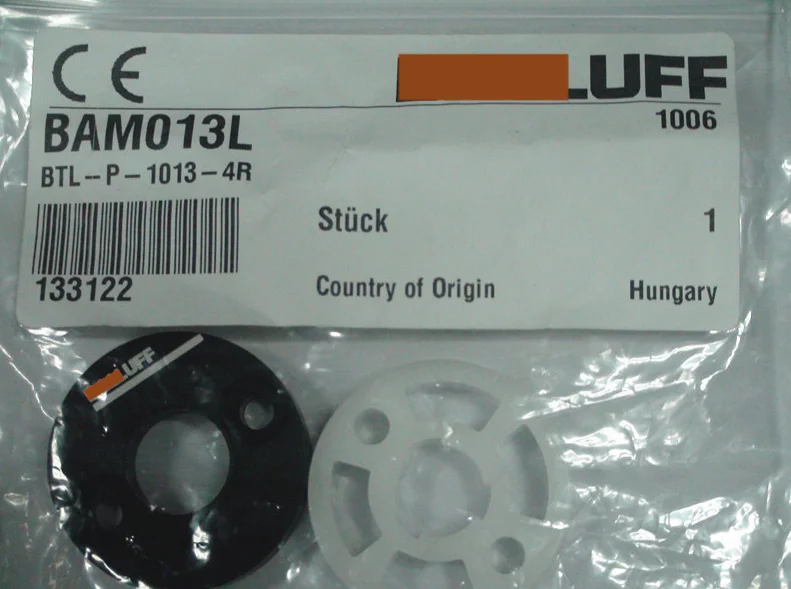 CE
LUFF
BAM013L
1006
BTL-P-1013-4R
Stück 1
133122
Country of Origin Hungary
LUFF